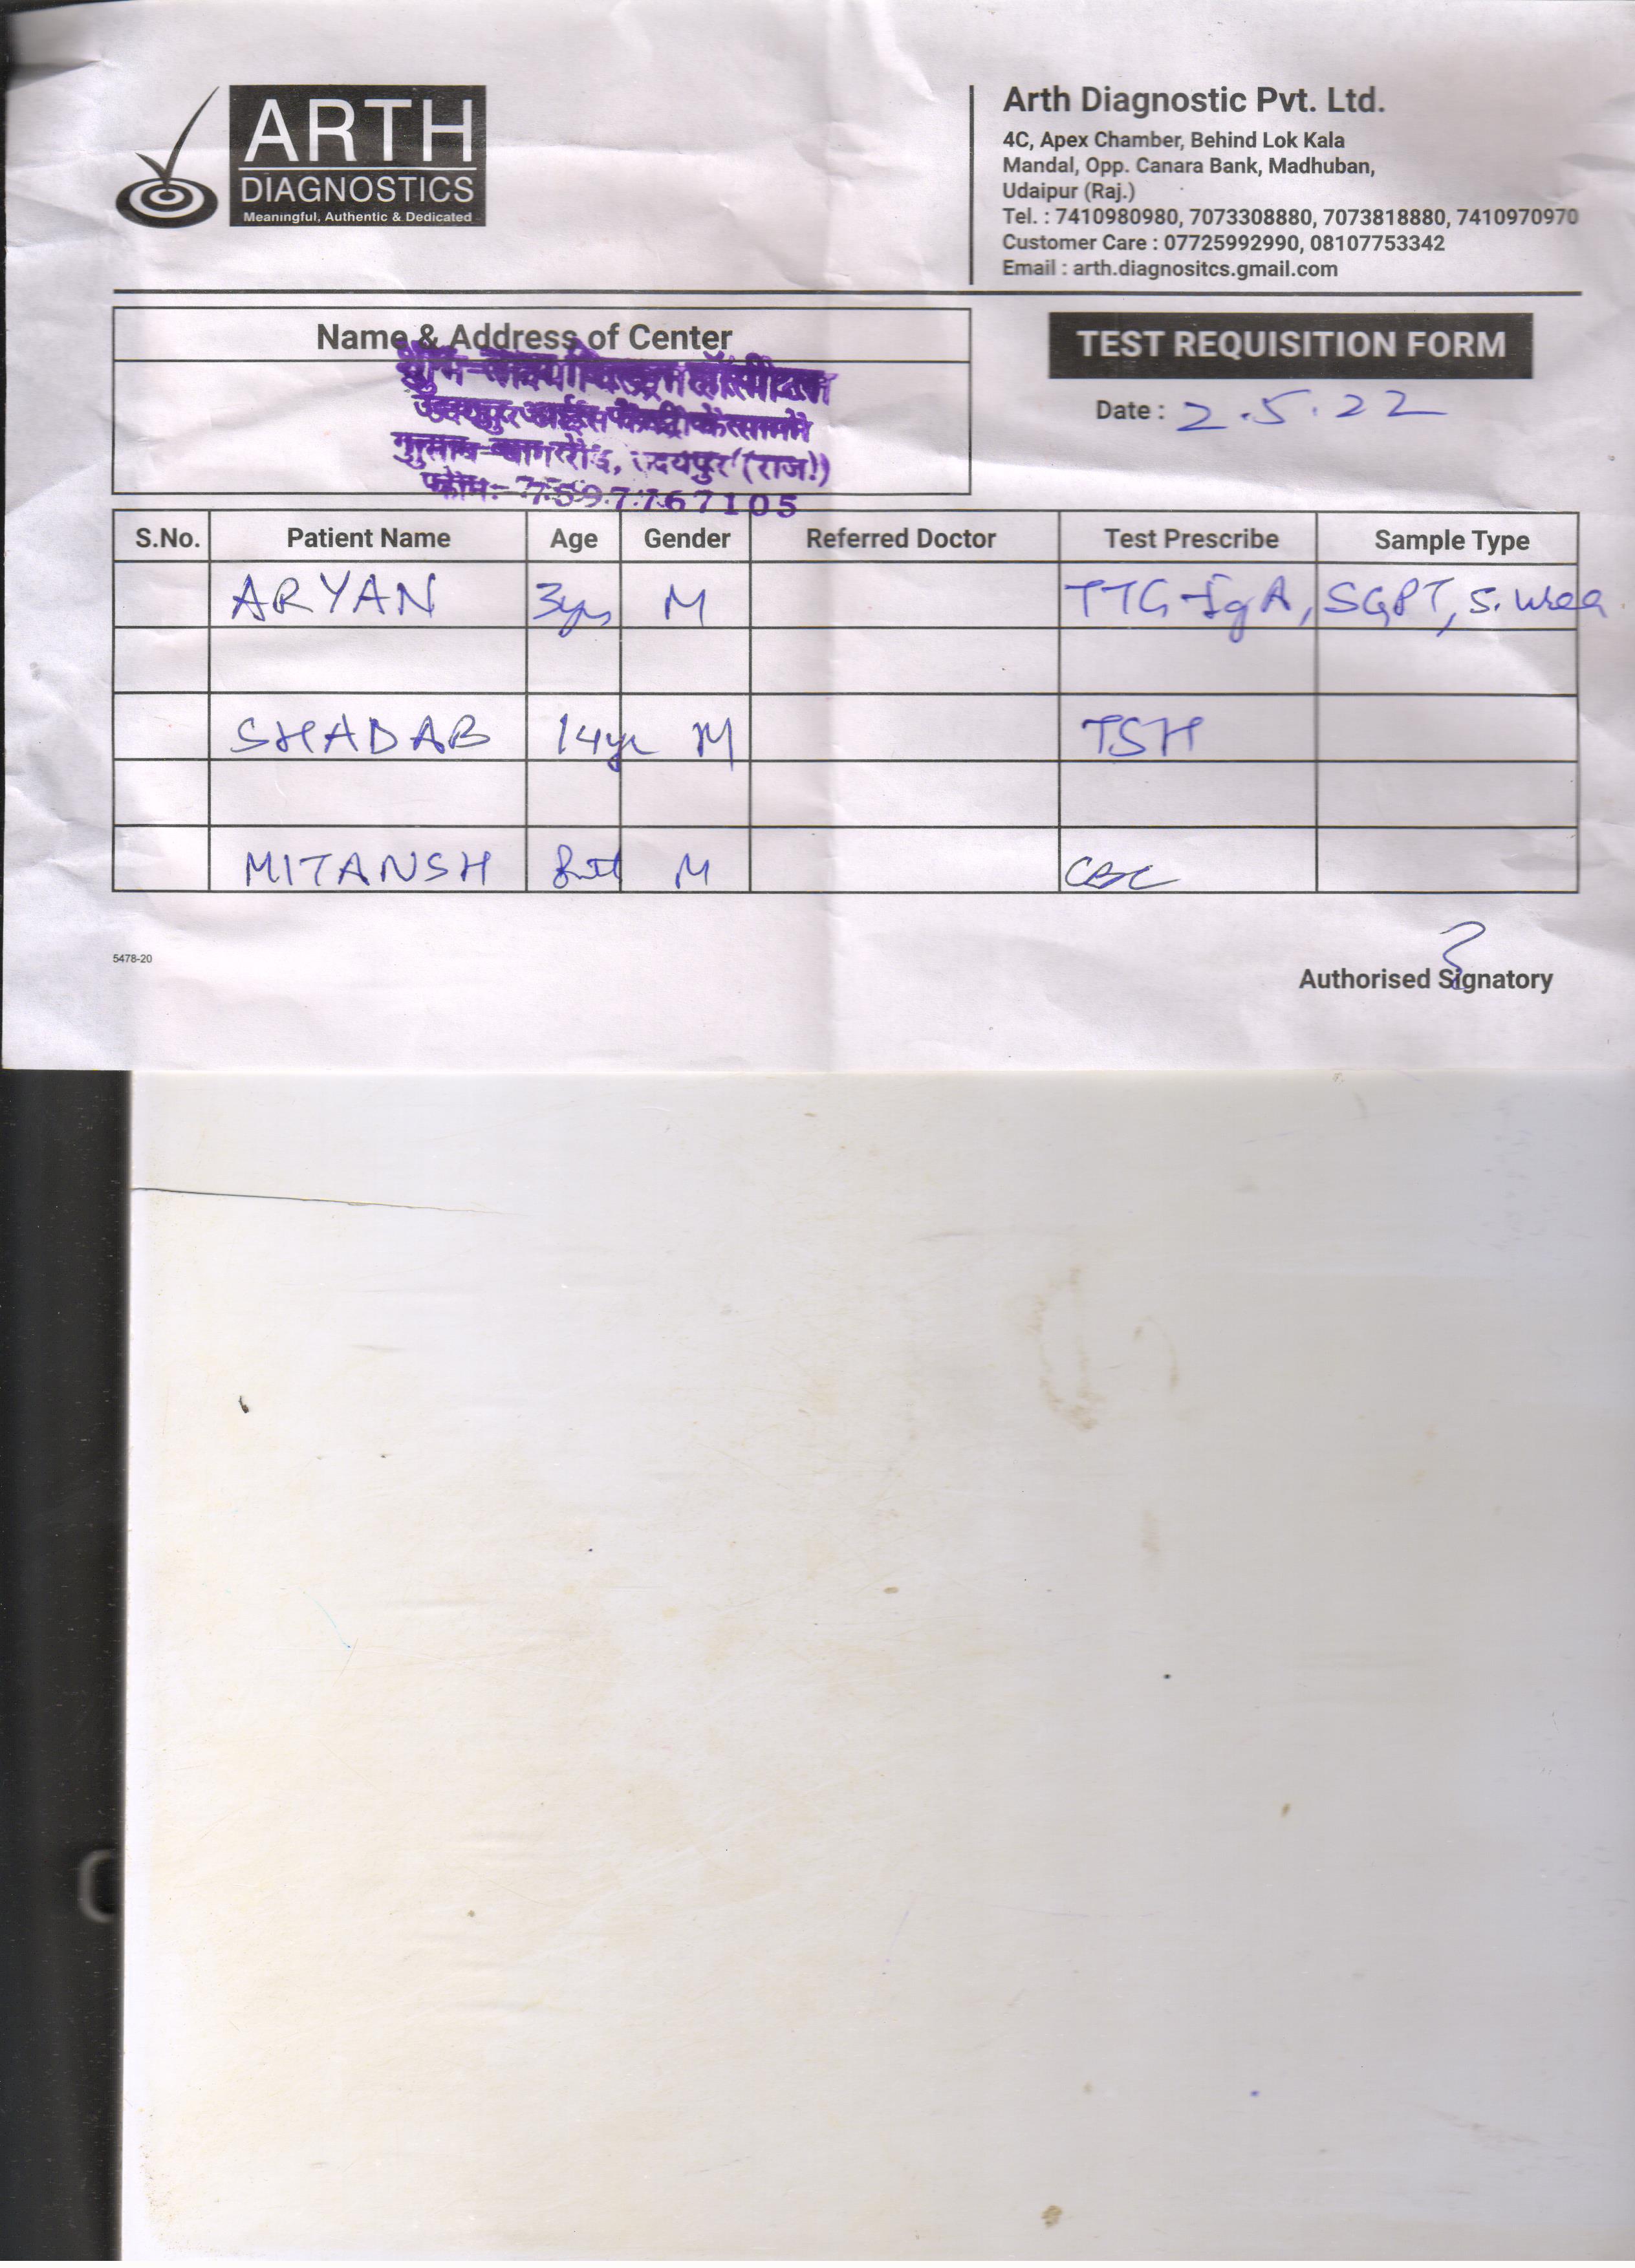 ARTH
DIAGNOSTICS
Meaningful, Authentic & Dedicated
Arth Diagnostic Pvt. Ltd.
4C, Apex Chamber, Behind Lok Kala
Mandal, Opp. Canara Bank, Madhuban,
Udaipur (Raj.)
Tel. : 7410980980, 7073308880, 7073818880, 7410970970
Customer Care : 07725992990, 08107753342
Email : arth.diagnositcs.gmail.com
Name & Address of Center
रोड, उदयपुर (राज.)
7597767105
TEST REQUISITION FORM
Date : 2.5.22
S.No. Patient Name Age Gender Referred Doctor Test Prescribe Sample Type
ARYAN 3yrs M TTG-IgA, SGPT, S. Urea
SHADAB 14yr M TSH
MITANSH M CBC
5478-20
Authorised Signatory